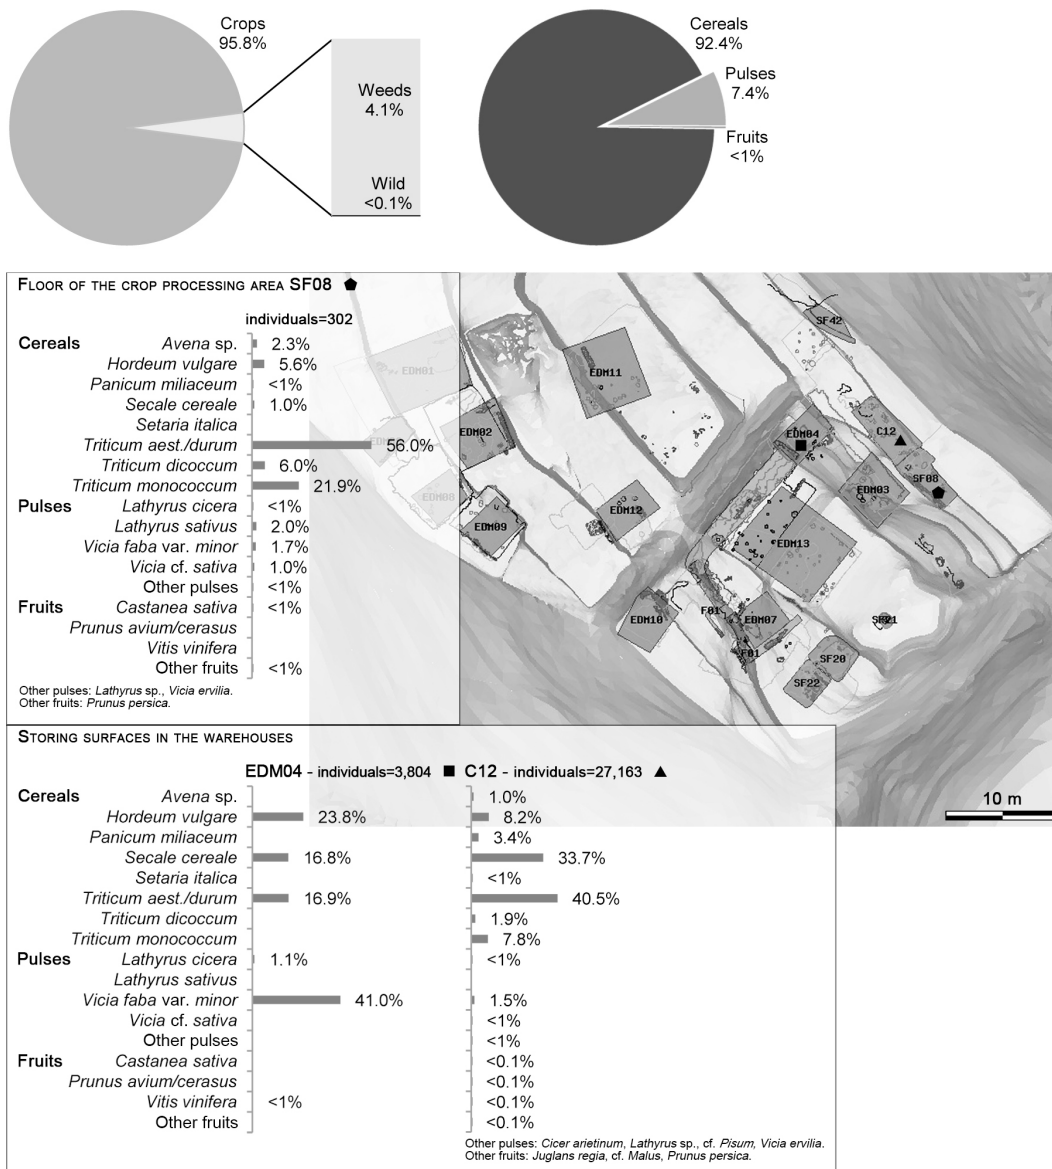 Crops
95.8%
Weeds
4.1%
Wild
<0.1%
Cereals
92.4%
Pulses
7.4%
Fruits
<1%
FLOOR OF THE CROP PROCESSING AREA SF08
individuals=302
Cereals Avena sp. 2.3%
Hordeum vulgare 5.6%
Panicum miliaceum <1%
Secale cereale 1.0%
Setaria italica
Triticum aest./durum 56.0%
Triticum dicoccum 6.0%
Triticum monococcum 21.9%
Pulses Lathyrus cicera <1%
Lathyrus sativus 2.0%
Vicia faba var. minor 1.7%
Vicia cf. sativa 1.0%
Other pulses <1%
Fruits Castanea sativa <1%
Prunus avium/cerasus
Vitis vinifera
Other fruits <1%
Other pulses: Lathyrus sp., Vicia ervilia.
Other fruits: Prunus persica.
SF42
EDM01
EDM11
EDM02
EDM04
C12
EDM08
SF08
EDM03
EDM09
EDM12
EDM13
EDM10
F01
EDM07
SF21
F01
SF20
SF22
10 m
STORING SURFACES IN THE WAREHOUSES
EDM04 - individuals=3,804 C12 - individuals=27,163
Cereals Avena sp. 1.0%
Hordeum vulgare 23.8% 8.2%
Panicum miliaceum 3.4%
Secale cereale 16.8% 33.7%
Setaria italica <1%
Triticum aest./durum 16.9% 40.5%
Triticum dicoccum 1.9%
Triticum monococcum 7.8%
Pulses Lathyrus cicera 1.1% <1%
Lathyrus sativus
Vicia faba var. minor 41.0% 1.5%
Vicia cf. sativa <1%
Other pulses <1%
Fruits Castanea sativa <0.1%
Prunus avium/cerasus <0.1%
Vitis vinifera <1% <0.1%
Other fruits <0.1%
Other pulses: Cicer arietinum, Lathyrus sp., cf. Pisum, Vicia ervilia.
Other fruits: Juglans regia, cf. Malus, Prunus persica.